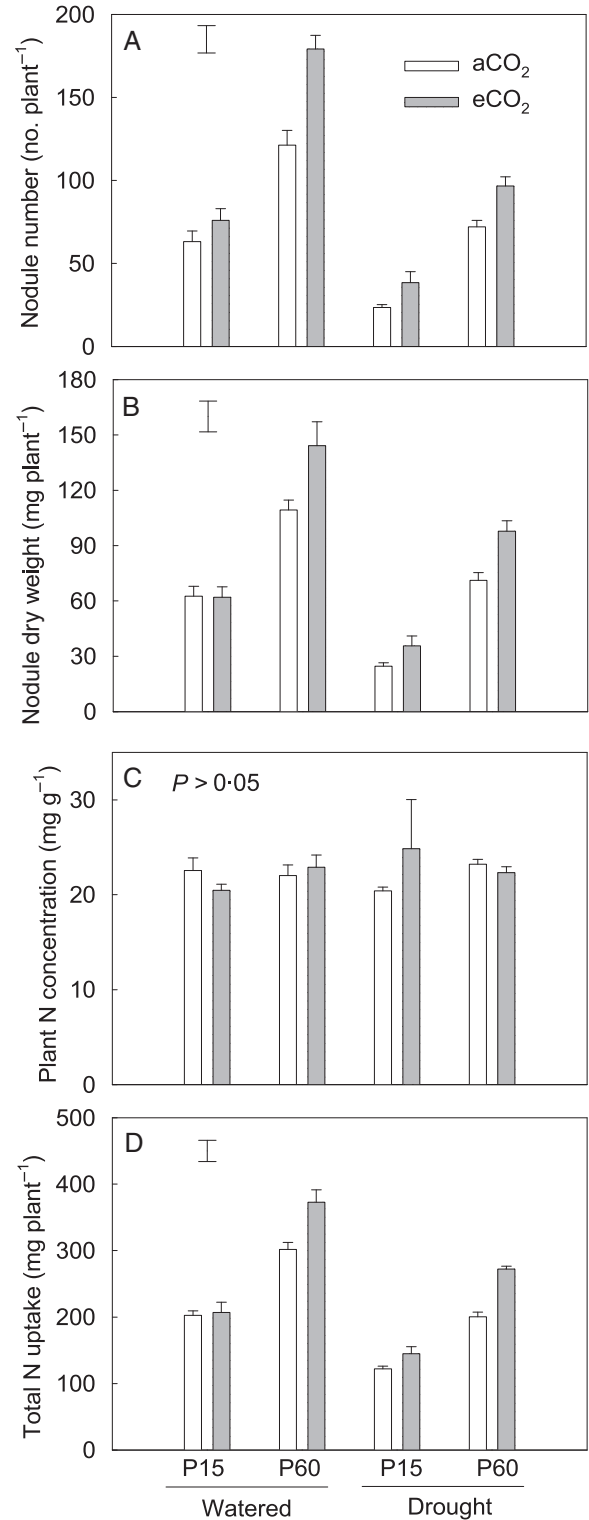 A
aCO₂
eCO₂
Nodule number (no. plant⁻¹)
200
150
100
50
0
B
Nodule dry weight (mg plant⁻¹)
180
150
120
90
60
30
0
C
P > 0·05
Plant N concentration (mg g⁻¹)
30
20
10
0
D
Total N uptake (mg plant⁻¹)
500
400
300
200
100
0
P15 P60 P15 P60
Watered Drought